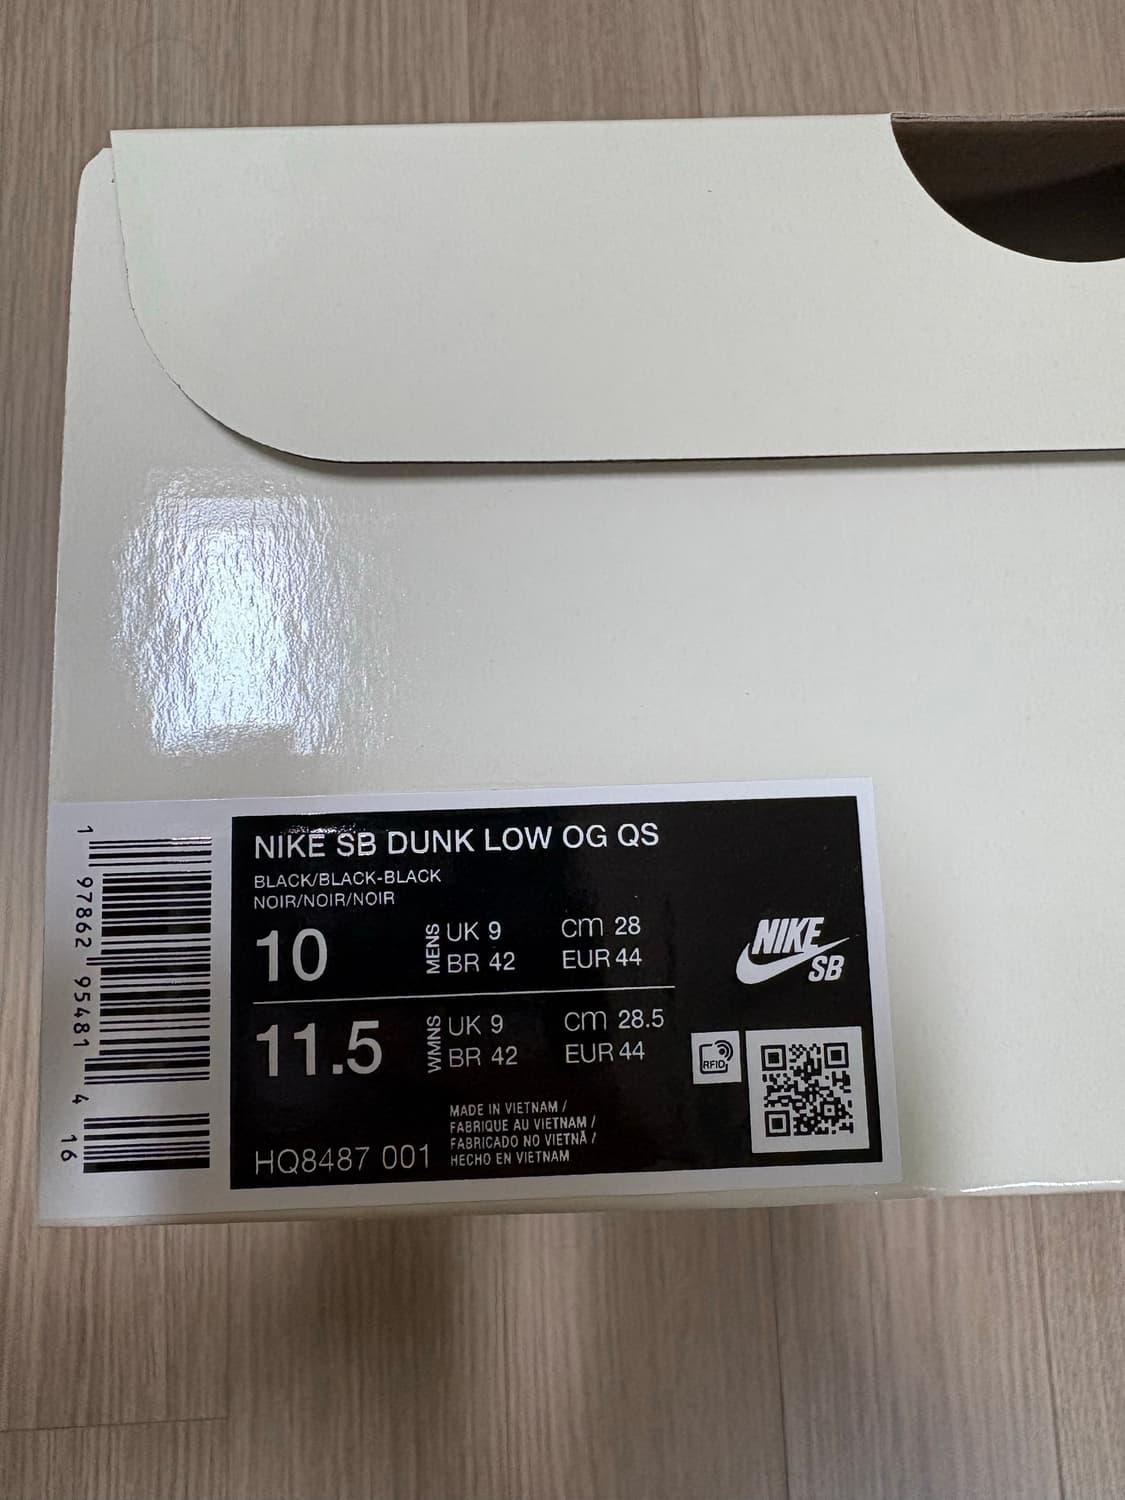 NIKE SB DUNK LOW OG QS
BLACK/BLACK-BLACK
NOIR/NOIR/NOIR
10
MENS
UK 9
cm 28
BR 42
EUR 44
11.5
WMNS
UK 9
cm 28.5
BR 42
EUR 44
HQ8487 001
MADE IN VIETNAM /
FABRIQUE AU VIETNAM /
FABRICADO NO VIETNÃ /
HECHO EN VIETNAM
NIKE
SB
RFID
1 97862 95481 4 16